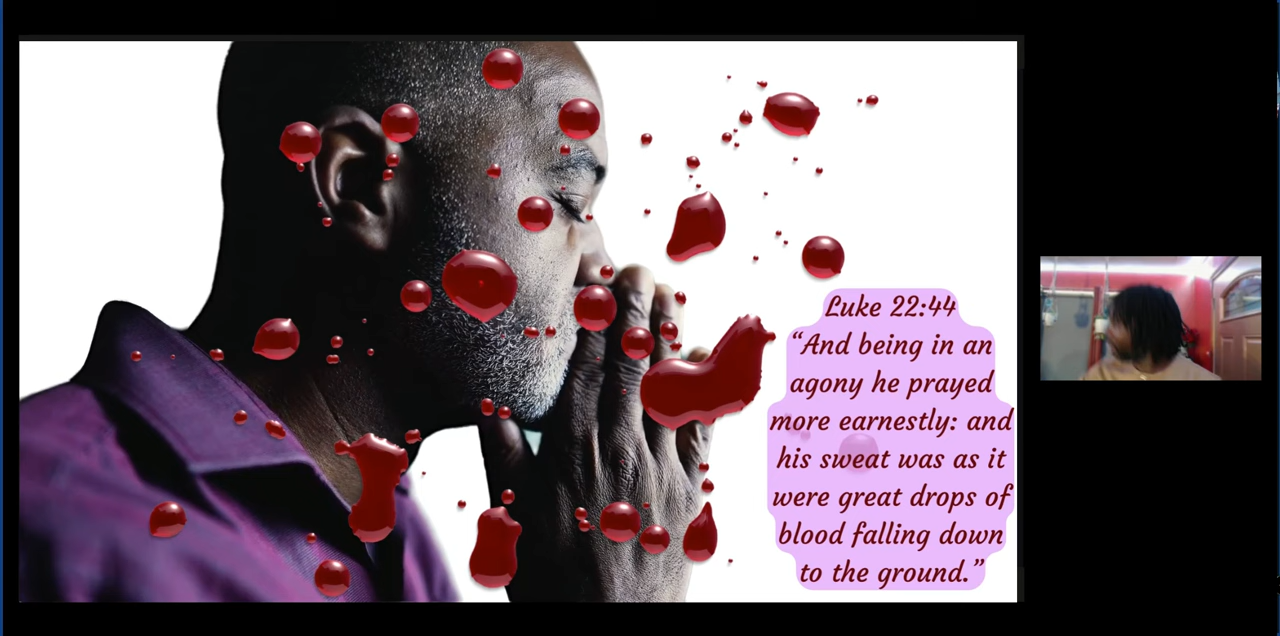 Luke 22:44
“And being in an
agony he prayed
more earnestly: and
his sweat was as it
were great drops of
blood falling down
to the ground.”